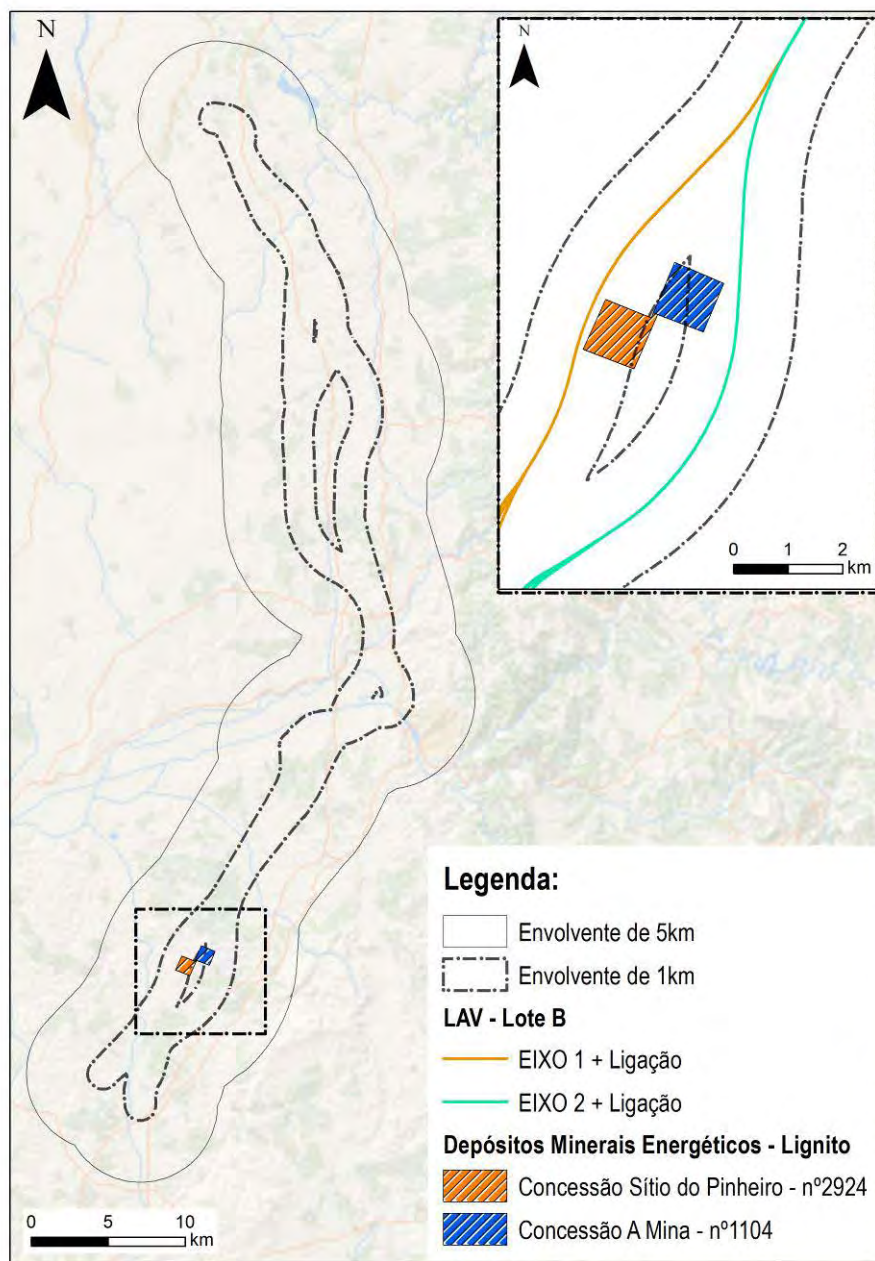 N
N
0 1 2
km
Legenda:
Envolvente de 5km
Envolvente de 1km
LAV - Lote B
EIXO 1 + Ligação
EIXO 2 + Ligação
Depósitos Minerais Energéticos - Lignito
Concessão Sítio do Pinheiro - nº2924
Concessão A Mina - nº1104
0 5 10
km